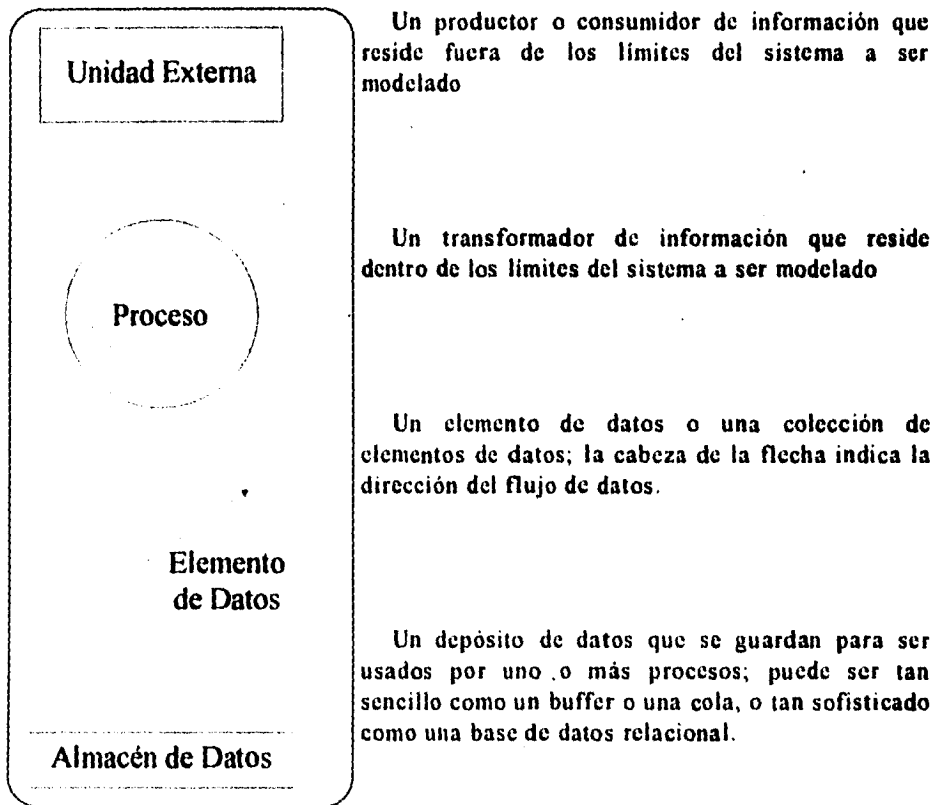 Unidad Externa
Un productor o consumidor de información que
reside fuera de los límites del sistema a ser
modelado
Proceso
Un transformador de información que reside
dentro de los límites del sistema a ser modelado
Un elemento de datos o una colección de
elementos de datos; la cabeza de la flecha indica la
dirección del flujo de datos.
Elemento
de Datos
Un depósito de datos que se guardan para ser
usados por uno o más procesos; puede ser tan
sencillo como un buffer o una cola, o tan sofisticado
como una base de datos relacional.
Almacén de Datos